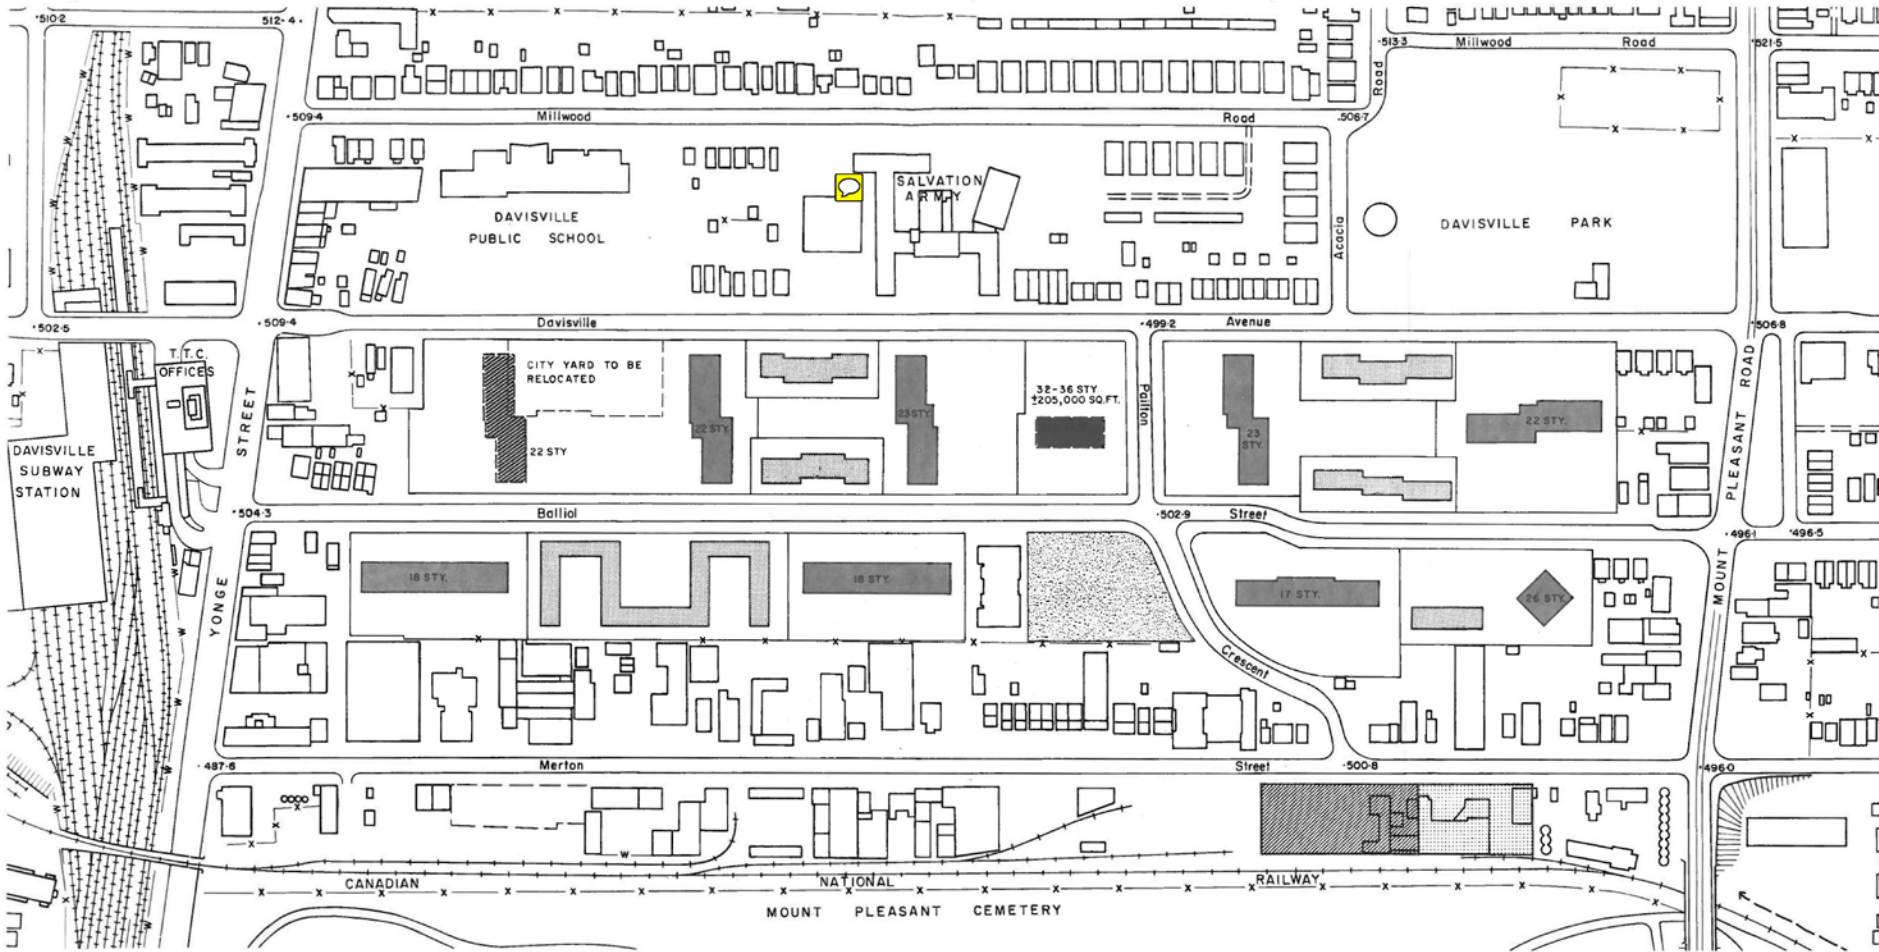 ·510·2
512·4·
·513·3
Millwood
Road
·521·5
Road
·509·4
Millwood
Road
·506·7
SALVATION
ARMY
DAVISVILLE
PUBLIC SCHOOL
DAVISVILLE PARK
Acacia
·502·5
·509·4
Davisville
·499·2
Avenue
·506·8
T.T.C.
OFFICES
CITY YARD TO BE
RELOCATED
32-36 STY.
±205,000 SQ.FT.
Pailton
PLEASANT ROAD
STREET
23 STY.
22 STY.
22 STY
23
STY.
22 STY.
DAVISVILLE
SUBWAY
STATION
·504·3
Balliol
·502·9
Street
·496·1
·496·5
18 STY.
18 STY.
17 STY.
26 STY.
YONGE
MOUNT
Crescent
·487·6
Merton
Street
·500·8
·496·0
CANADIAN
NATIONAL
RAILWAY
MOUNT PLEASANT CEMETERY